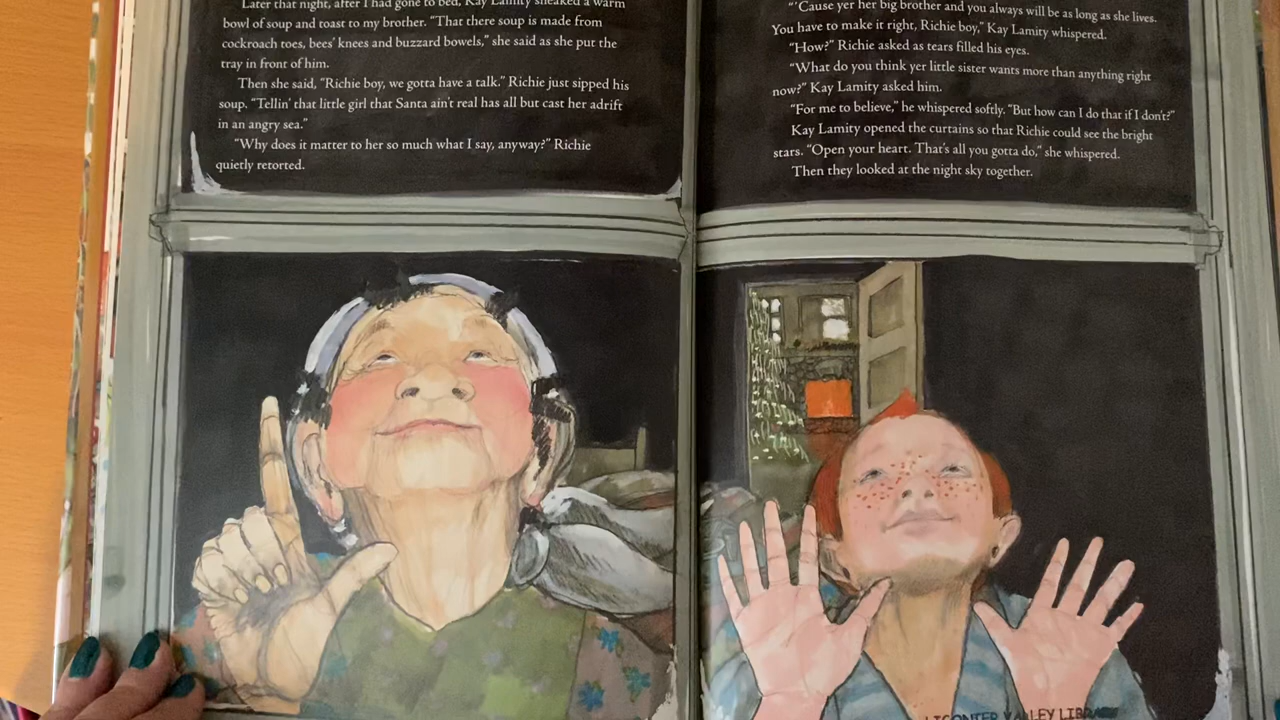 Later that night, after I had gone to bed, Kay Lamity sneaked a warm
bowl of soup and toast to my brother. “That there soup is made from
cockroach toes, bees’ knees and buzzard bowels,” she said as she put the
tray in front of him.
Then she said, “Richie boy, we gotta have a talk.” Richie just sipped his
soup. “Tellin’ that little girl that Santa ain’t real has all but cast her adrift
in an angry sea.”
“Why does it matter to her so much what I say, anyway?” Richie
quietly retorted.
“’Cause yer her big brother and you always will be as long as she lives.
You have to make it right, Richie boy,” Kay Lamity whispered.
“How?” Richie asked as tears filled his eyes.
“What do you think yer little sister wants more than anything right
now?” Kay Lamity asked him.
“For me to believe,” he whispered softly. “But how can I do that if I don’t?”
Kay Lamity opened the curtains so that Richie could see the bright
stars. “Open your heart. That’s all you gotta do,” she whispered.
Then they looked at the night sky together.
LIGONIER VALLEY LIBRARY